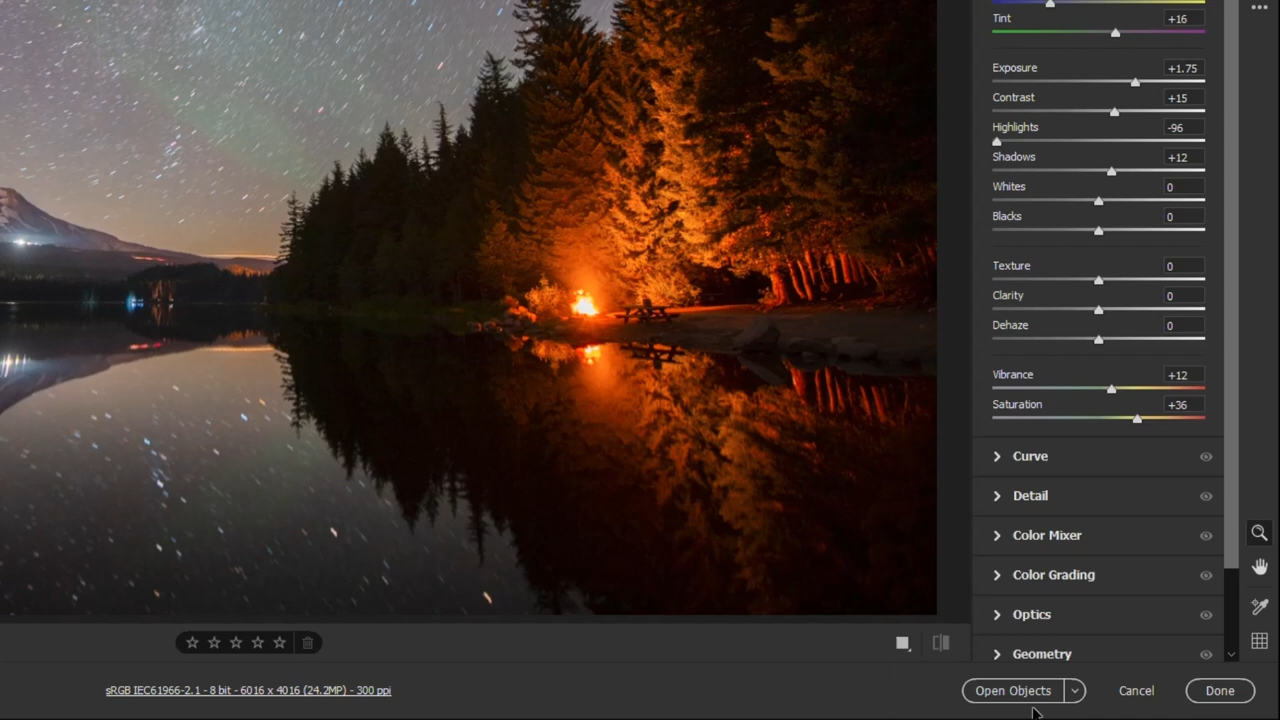 Tint +16
Exposure +1.75
Contrast +15
Highlights -96
Shadows +12
Whites 0
Blacks 0
Texture 0
Clarity 0
Dehaze 0
Vibrance +12
Saturation +36
Curve
Detail
Color Mixer
Color Grading
Optics
Geometry
sRGB IEC61966-2.1 - 8 bit - 6016 x 4016 (24.2MP) - 300 ppi
Open Objects Cancel Done